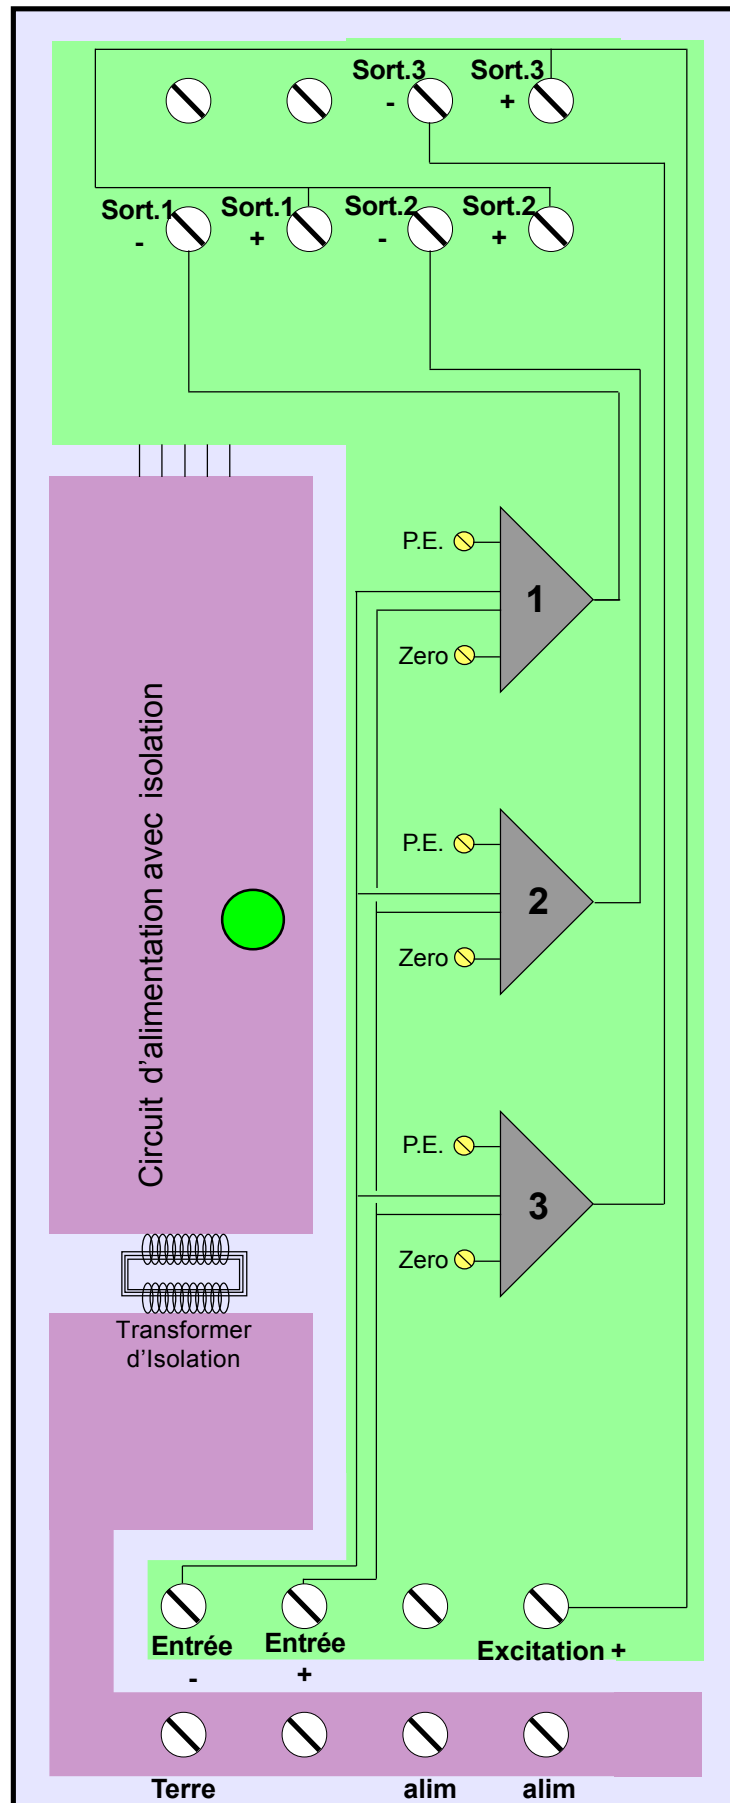 Sort.3 Sort.3
- +
Sort.1 Sort.1 Sort.2 Sort.2
- + - +
P.E.
1
Zero
Circuit d'alimentation avec isolation
P.E.
2
Zero
P.E.
3
Zero
Transformer
d'Isolation
Entrée Entrée Excitation +
- +
Terre alim alim